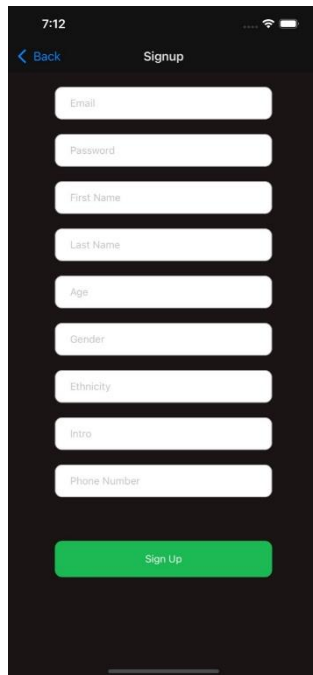 7:12
Back
Signup
Email
Password
First Name
Last Name
Age
Gender
Ethnicity
Intro
Phone Number
Sign Up